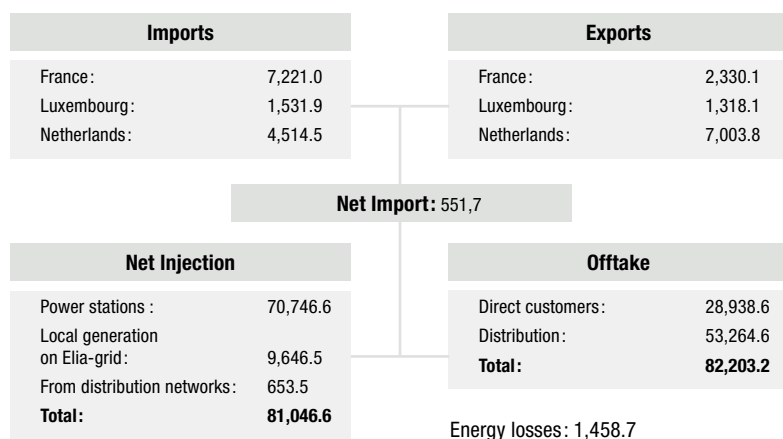 Imports
France: 7,221.0
Luxembourg: 1,531.9
Netherlands: 4,514.5
Exports
France: 2,330.1
Luxembourg: 1,318.1
Netherlands: 7,003.8
Net Import: 551,7
Net Injection
Power stations : 70,746.6
Local generation
on Elia-grid: 9,646.5
From distribution networks: 653.5
Total: 81,046.6
Offtake
Direct customers: 28,938.6
Distribution: 53,264.6
Total: 82,203.2
Energy losses: 1,458.7